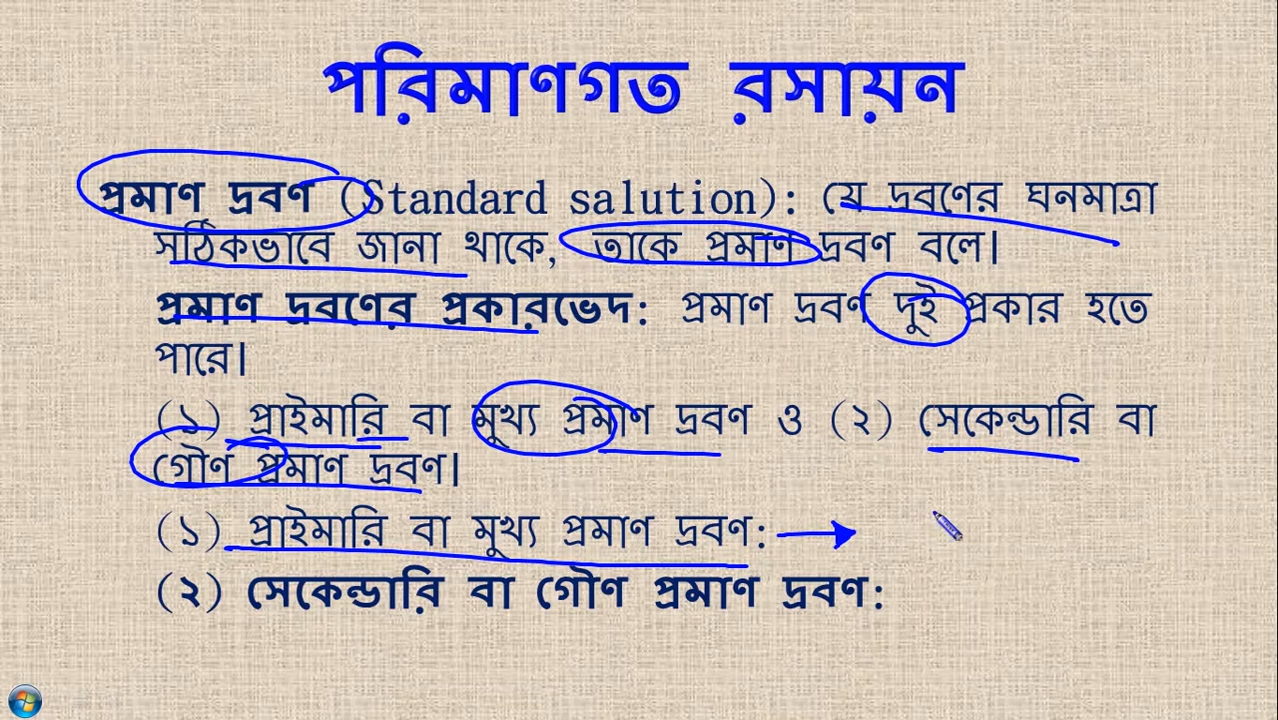 পরিমাণগত রসায়ন
প্রমাণ দ্রবণ (Standard salution): যে দ্রবণের ঘনমাত্রা
সঠিকভাবে জানা থাকে, তাকে প্রমাণ দ্রবণ বলে।
প্রমাণ দ্রবণের প্রকারভেদ: প্রমাণ দ্রবণ দুই প্রকার হতে
পারে।
(১) প্রাইমারি বা মুখ্য প্রমাণ দ্রবণ ও (২) সেকেন্ডারি বা
গৌণ প্রমাণ দ্রবণ।
(১) প্রাইমারি বা মুখ্য প্রমাণ দ্রবণ:
(২) সেকেন্ডারি বা গৌণ প্রমাণ দ্রবণ: